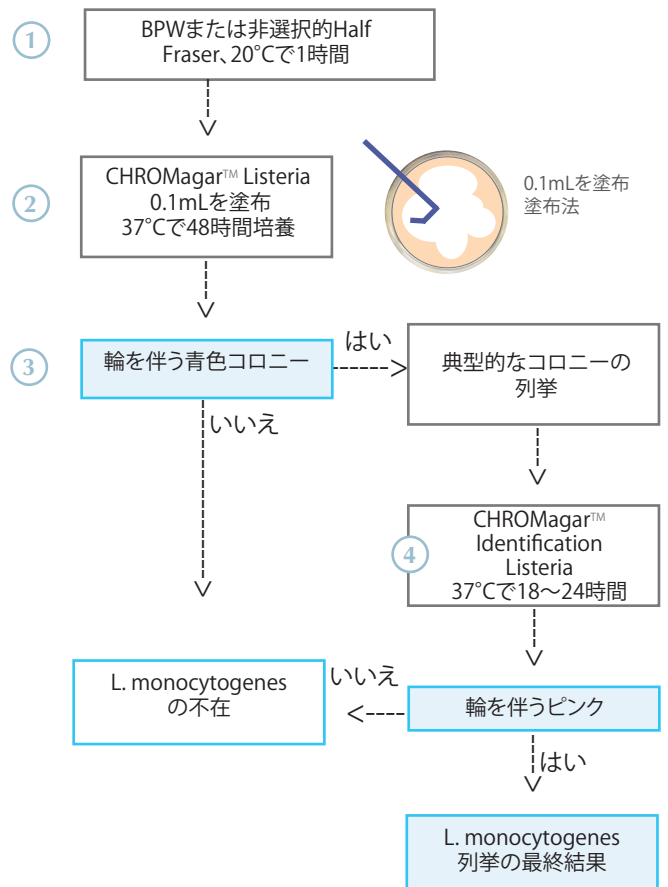 1
BPWまたは非選択的Half
Fraser、20°Cで1時間
2
CHROMagar™ Listeria
0.1mLを塗布
37°Cで48時間培養
0.1mLを塗布
塗布法
3
輪を伴う青色コロニー
はい
典型的なコロニーの
列挙
いいえ
4
CHROMagar™
Identification
Listeria
37°Cで18〜24時間
L. monocytogenes
の不在
いいえ
輪を伴うピンク
はい
L. monocytogenes
列挙の最終結果